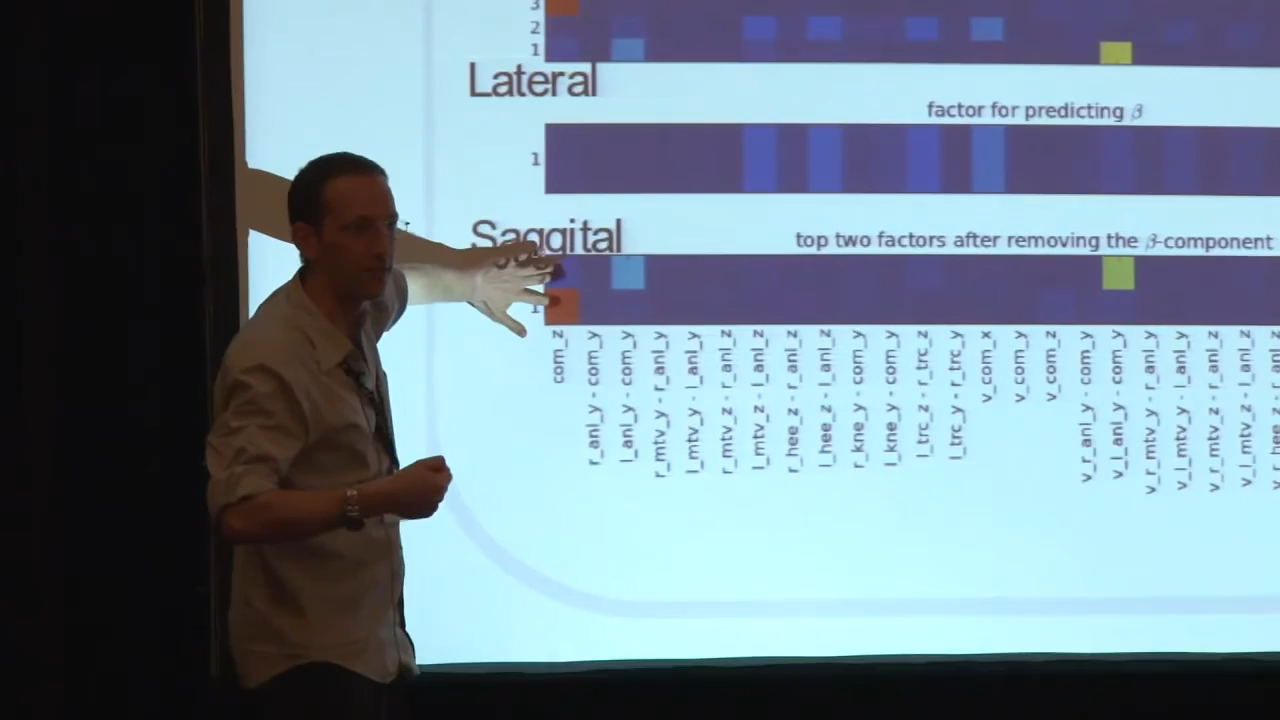 3
2
1
Lateral
factor for predicting β
1
Saggital
top two factors after removing the β-component
1
com_z
r_anl_y - com_y
l_anl_y - com_y
r_mtv_y - r_anl_y
l_mtv_y - l_anl_y
r_mtv_z - r_anl_z
l_mtv_z - l_anl_z
r_hee_z - r_anl_z
l_hee_z - l_anl_z
r_kne_y - com_y
l_kne_y - com_y
l_trc_z - r_trc_z
l_trc_y - r_trc_y
v_com_x
v_com_y
v_com_z
v_r_anl_y - com_y
v_l_anl_y - com_y
v_r_mtv_y - r_anl_y
v_l_mtv_y - l_anl_y
v_r_mtv_z - r_anl_z
v_l_mtv_z - l_anl_z